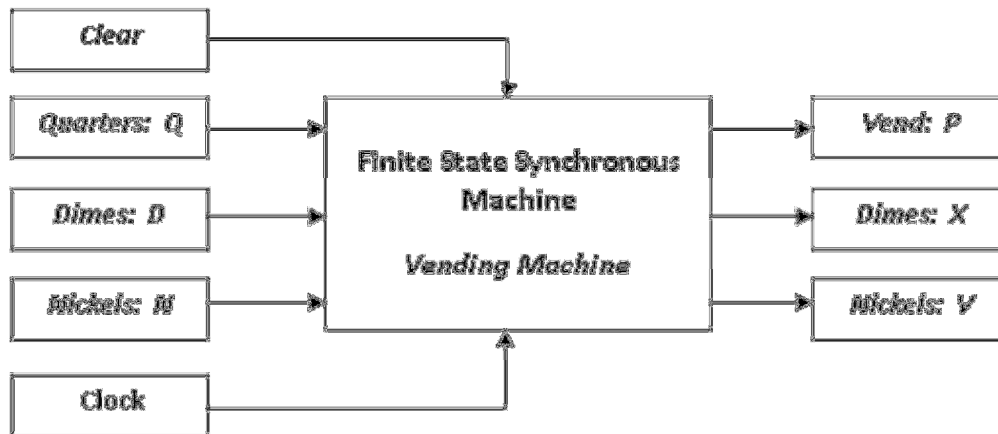 Clear
Quarters: Q
Vend: P
Finite State Synchronous
Machine
Dimes: D
Dimes: X
Vending Machine
Nickels: N
Nickels: V
Clock